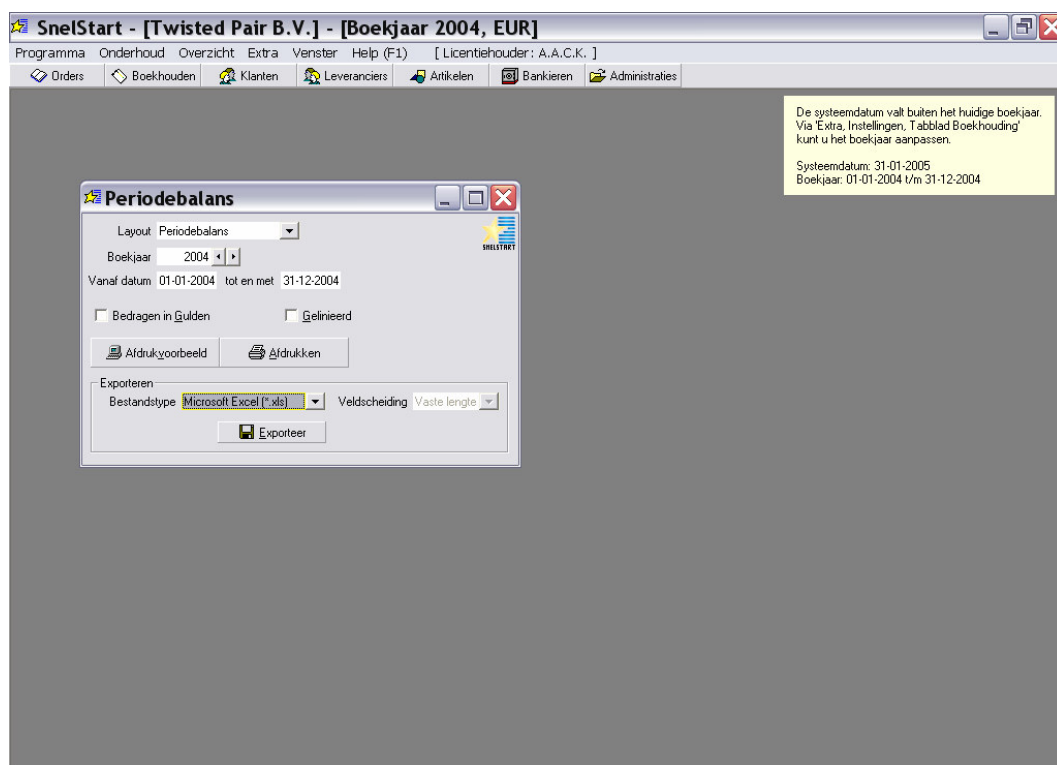 SnelStart - [Twisted Pair B.V.] - [Boekjaar 2004, EUR]
Programma Onderhoud Overzicht Extra Venster Help (F1) [ Licentiehouder: A.A.C.K. ]
Orders Boekhouden Klanten Leveranciers Artikelen Bankieren Administraties
De systeemdatum valt buiten het huidige boekjaar.
Via 'Extra, Instellingen, Tabblad Boekhouding'
kunt u het boekjaar aanpassen.
Systeemdatum: 31-01-2005
Boekjaar: 01-01-2004 t/m 31-12-2004
Periodebalans
Layout Periodebalans
SNELSTART
Boekjaar 2004
Vanaf datum 01-01-2004 tot en met 31-12-2004
Bedragen in Gulden Gelinieerd
Afdrukvoorbeeld Afdrukken
Exporteren
Bestandstype Microsoft Excel (*.xls) Veldscheiding Vaste lengte
Exporteer